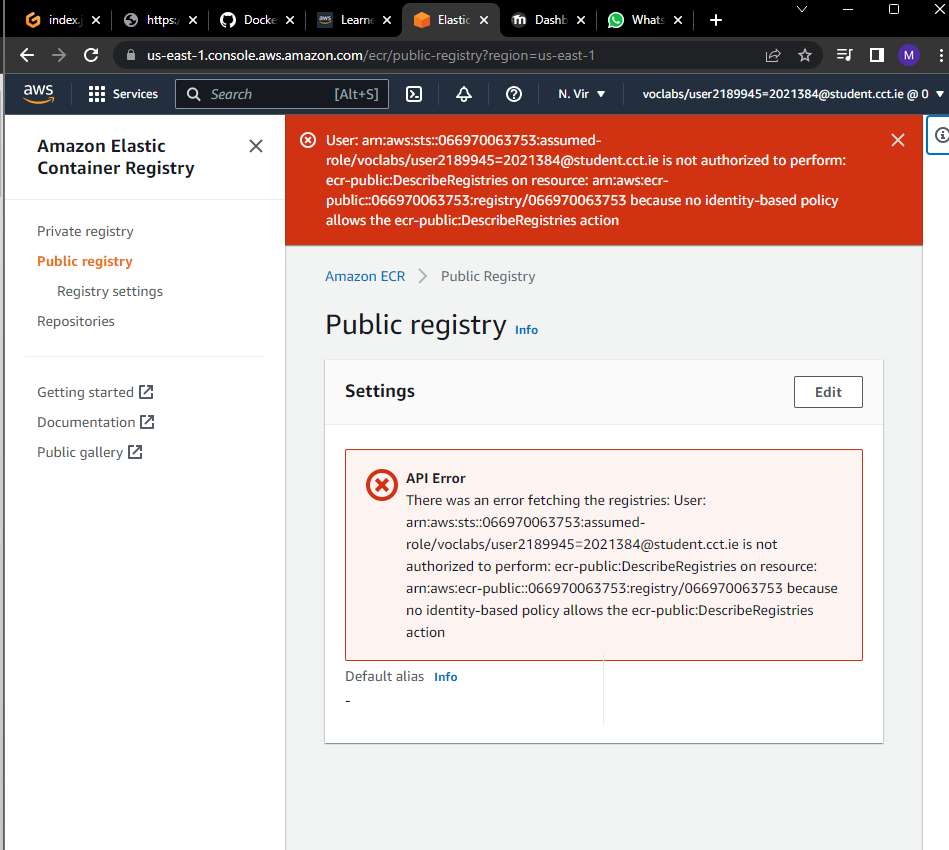 index.j
https:/
Docke
Learne
Elastic
Dashb
Whats
us-east-1.console.aws.amazon.com/ecr/public-registry?region=us-east-1
M
aws
Services
Search
[Alt+S]
N. Vir
voclabs/user2189945=2021384@student.cct.ie @ 0
Amazon Elastic
Container Registry
Private registry
Public registry
Registry settings
Repositories
Getting started
Documentation
Public gallery
User: arn:aws:sts::066970063753:assumed-
role/voclabs/user2189945=2021384@student.cct.ie is not authorized to perform:
ecr-public:DescribeRegistries on resource: arn:aws:ecr-
public::066970063753:registry/066970063753 because no identity-based policy
allows the ecr-public:DescribeRegistries action
Amazon ECR
Public Registry
Public registry Info
Settings
Edit
API Error
There was an error fetching the registries: User:
arn:aws:sts::066970063753:assumed-
role/voclabs/user2189945=2021384@student.cct.ie is not
authorized to perform: ecr-public:DescribeRegistries on resource:
arn:aws:ecr-public::066970063753:registry/066970063753 because
no identity-based policy allows the ecr-public:DescribeRegistries
action
Default alias Info
-